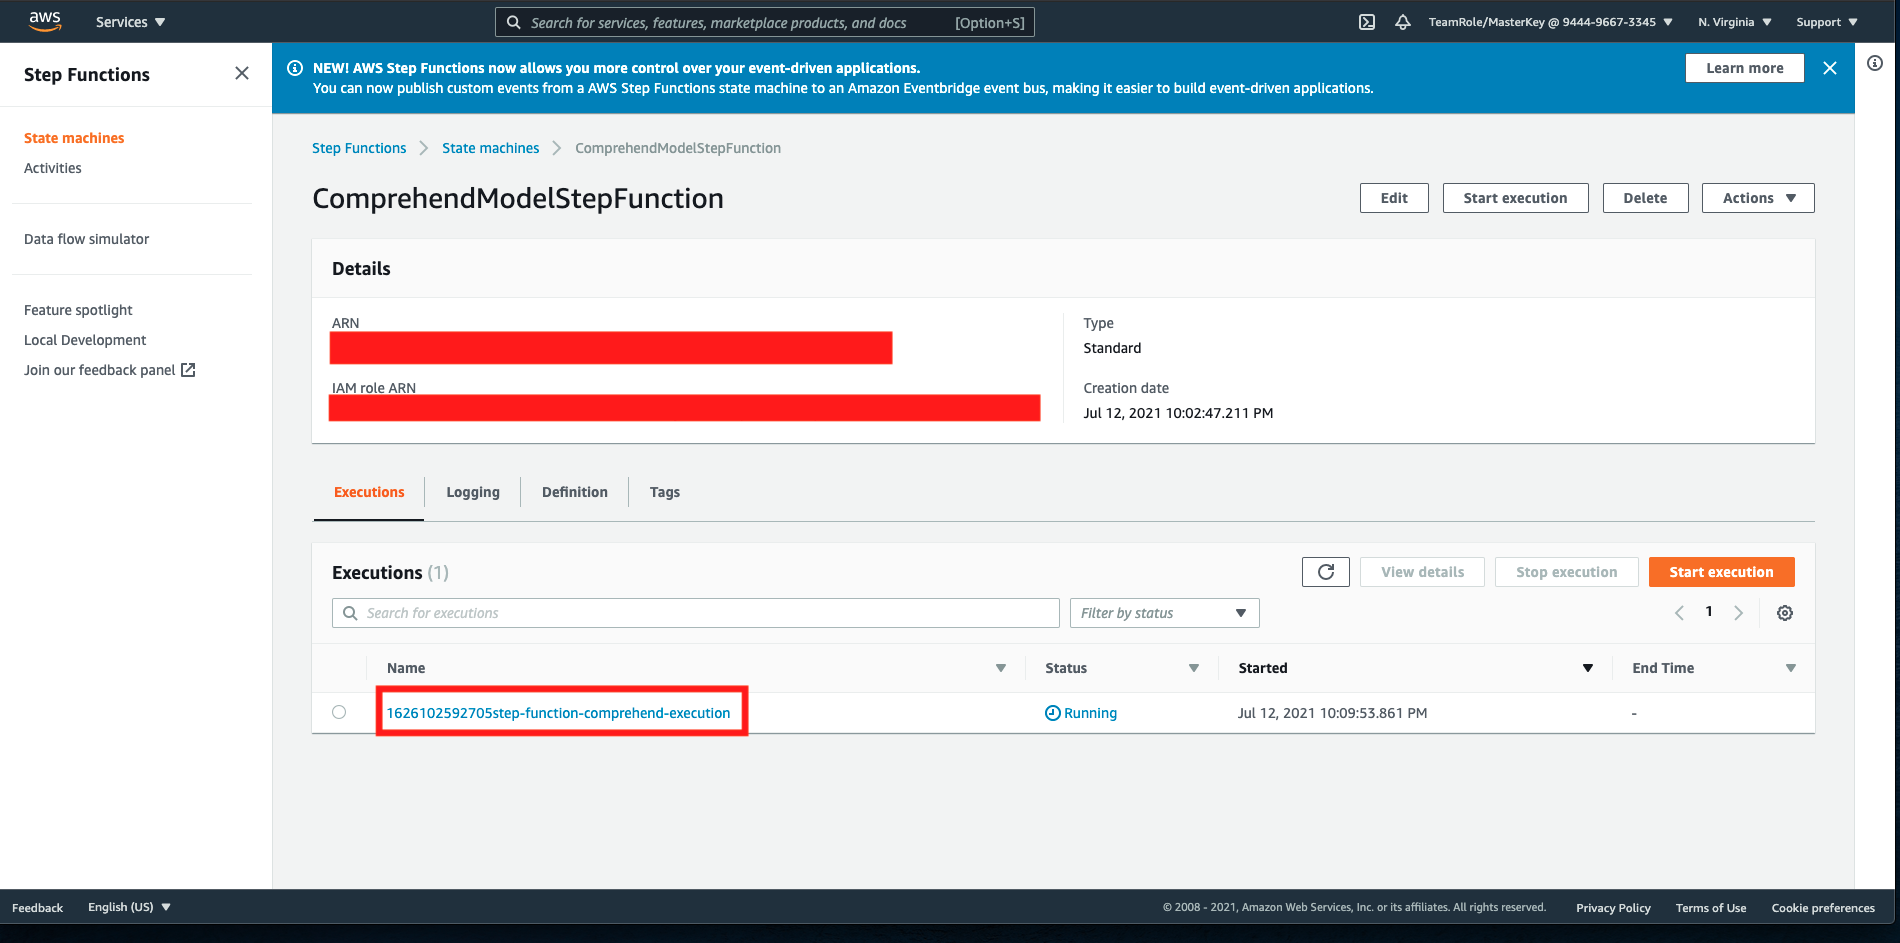 aws
Services
Search for services, features, marketplace products, and docs
[Option+S]
TeamRole/MasterKey @ 9444-9667-3345
N. Virginia
Support
Step Functions
State machines
Activities
Data flow simulator
Feature spotlight
Local Development
Join our feedback panel
NEW! AWS Step Functions now allows you more control over your event-driven applications.
You can now publish custom events from a AWS Step Functions state machine to an Amazon Eventbridge event bus, making it easier to build event-driven applications.
Learn more
Step Functions
State machines
ComprehendModelStepFunction
ComprehendModelStepFunction
Edit
Start execution
Delete
Actions
Details
ARN
IAM role ARN
Type
Standard
Creation date
Jul 12, 2021 10:02:47.211 PM
Executions
Logging
Definition
Tags
Executions (1)
View details
Stop execution
Start execution
Search for executions
Filter by status
1
Name
Status
Started
End Time
1626102592705step-function-comprehend-execution
Running
Jul 12, 2021 10:09:53.861 PM
-
Feedback
English (US)
© 2008 - 2021, Amazon Web Services, Inc. or its affiliates. All rights reserved.
Privacy Policy
Terms of Use
Cookie preferences